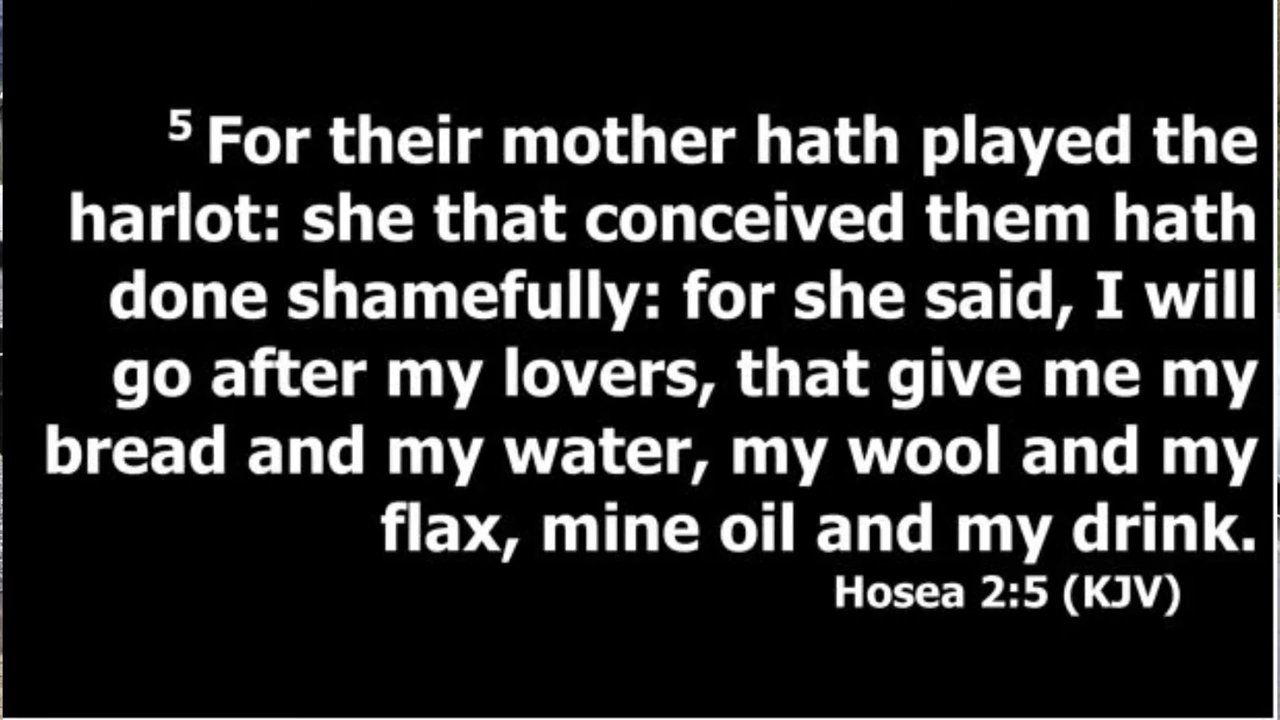 5 For their mother hath played the
harlot: she that conceived them hath
done shamefully: for she said, I will
go after my lovers, that give me my
bread and my water, my wool and my
flax, mine oil and my drink.
Hosea 2:5 (KJV)